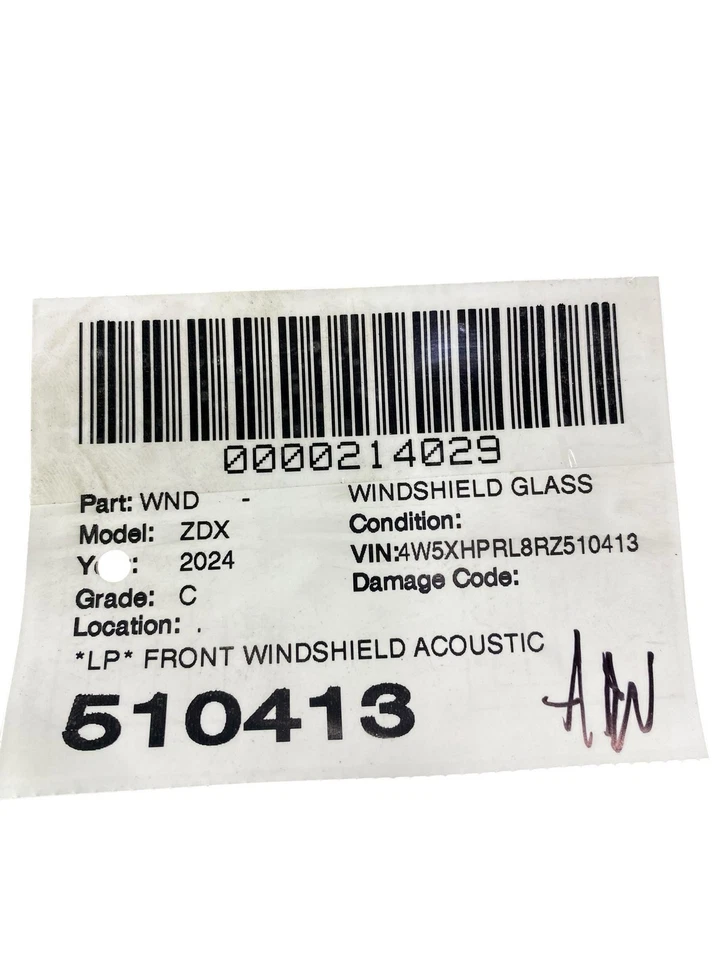 0000214029
Part: WND - WINDSHIELD GLASS
Model: ZDX Condition:
Y : 2024 VIN:4W5XHPRL8RZ510413
Grade: C Damage Code:
Location: .
*LP* FRONT WINDSHIELD ACOUSTIC
510413